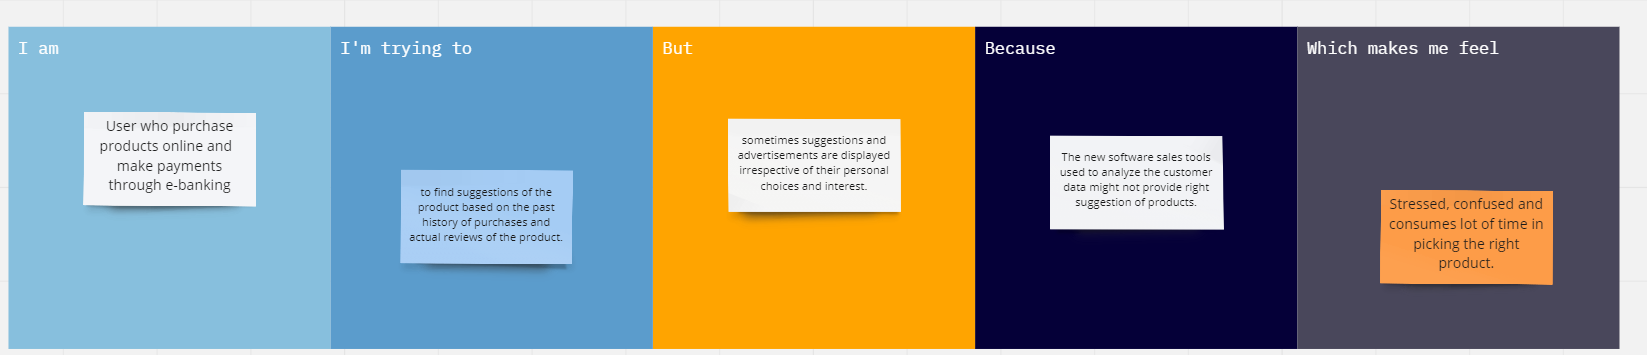 I am
User who purchase
products online and
make payments
through e-banking
I'm trying to
to find suggestions of the
product based on the past
history of purchases and
actual reviews of the product.
But
sometimes suggestions and
advertisements are displayed
irrespective of their personal
choices and interest.
Because
The new software sales tools
used to analyze the customer
data might not provide right
suggestion of products.
Which makes me feel
Stressed, confused and
consumes lot of time in
picking the right
product.